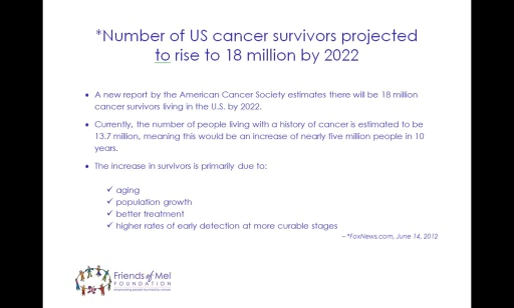 *Number of US cancer survivors projected
to rise to 18 million by 2022
• A new report by the American Cancer Society estimates there will be 18 million
cancer survivors living in the U.S. by 2022.
• Currently, the number of people living with a history of cancer is estimated to be
13.7 million, meaning this would be an increase of nearly five million people in 10
years.
• The increase in survivors is primarily due to:
✓ aging
✓ population growth
✓ better treatment
✓ higher rates of early detection at more curable stages
– *FoxNews.com, June 14, 2012
Friends of Mel
FOUNDATION